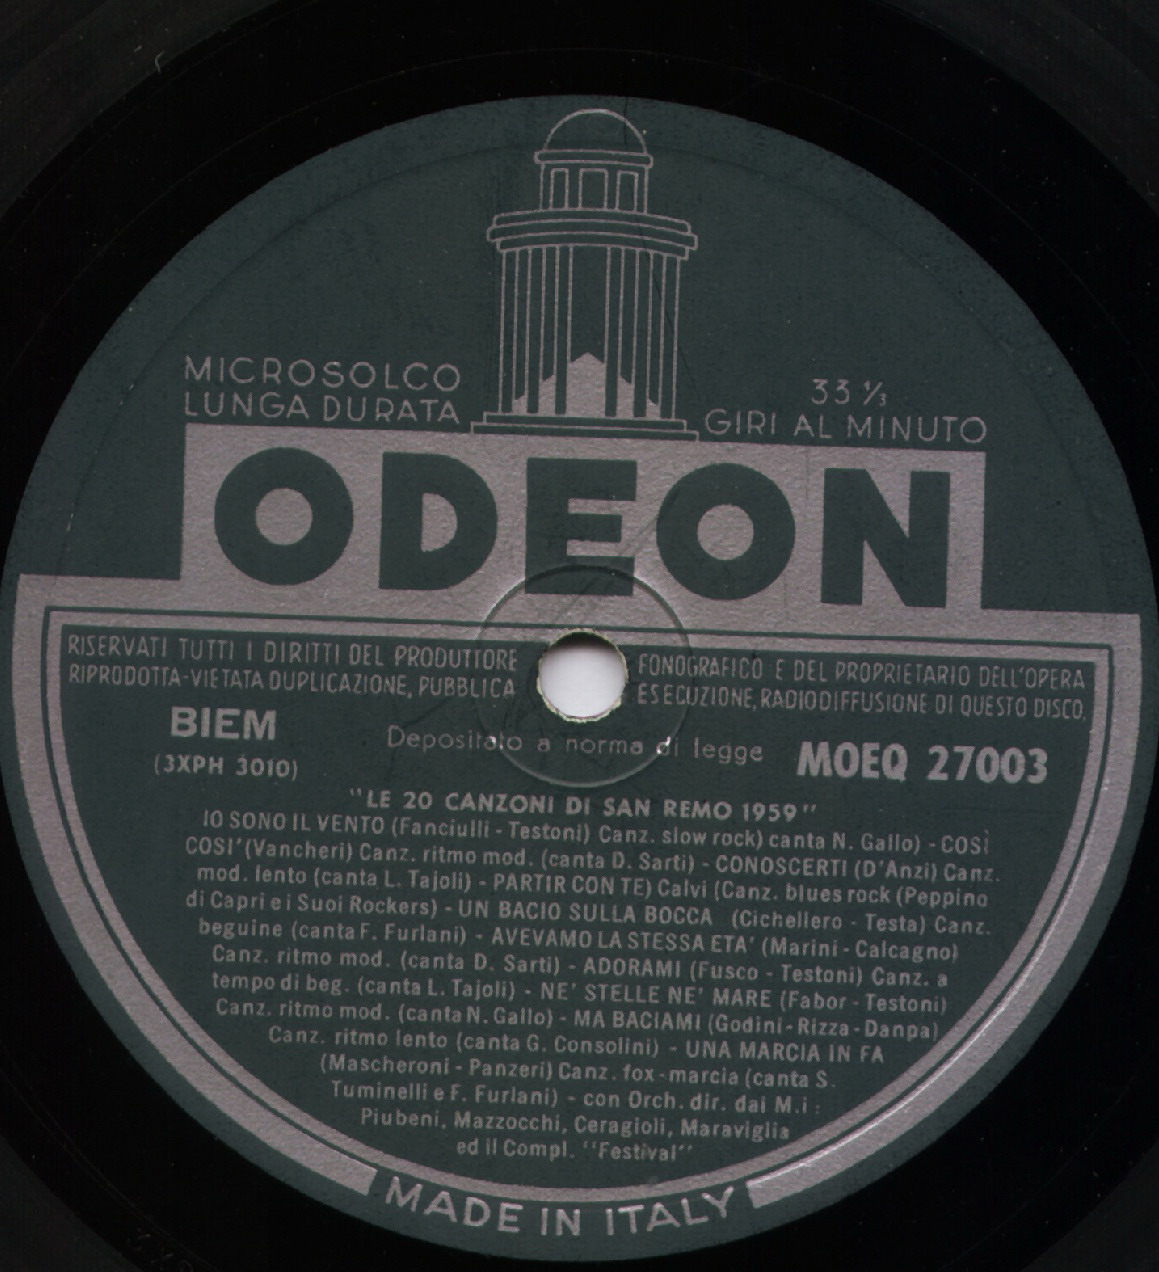 MICROSOLCO
LUNGA DURATA
33 ⅓
GIRI AL MINUTO
ODEON
RISERVATI TUTTI I DIRITTI DEL PRODUTTORE FONOGRAFICO E DEL PROPRIETARIO DELL'OPERA
RIPRODOTTA-VIETATA DUPLICAZIONE, PUBBLICA ESECUZIONE, RADIODIFFUSIONE DI QUESTO DISCO.
BIEM
(3XPH 3010)
Depositato a norma di legge
MOEQ 27003
"LE 20 CANZONI DI SAN REMO 1959"
IO SONO IL VENTO (Fanciulli - Testoni) Canz. slow rock) canta N. Gallo) - COSÌ
COSI' (Vancheri) Canz. ritmo mod. (canta D. Sarti) - CONOSCERTI (D'Anzi) Canz.
mod. lento (canta L. Tajoli) - PARTIR CON TE) Calvi (Canz. blues rock (Peppino
di Capri e i Suoi Rockers) - UN BACIO SULLA BOCCA (Cichellero - Testa) Canz.
beguine (canta F. Furlani) - AVEVAMO LA STESSA ETA' (Marini - Calcagno)
Canz. ritmo mod. (canta D. Sarti) - ADORAMI (Fusco - Testoni) Canz. a
tempo di beg. (canta L. Tajoli) - NE' STELLE NE' MARE (Fabor - Testoni)
Canz. ritmo mod. (canta N. Gallo) - MA BACIAMI (Godini-Rizza-Danpa)
Canz. ritmo lento (canta G. Consolini) - UNA MARCIA IN FA
(Mascheroni - Panzeri) Canz. fox-marcia (canta S.
Tuminelli e F. Furlani) - con Orch. dir. dai M.i :
Piubeni, Mazzocchi, Ceragioli, Maraviglia
ed il Compl. "Festival"
MADE IN ITALY